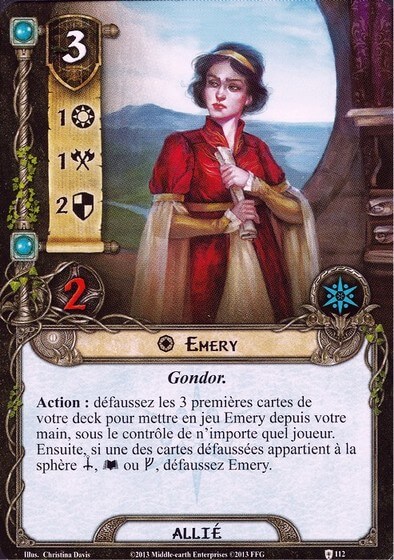 3
1
1
2
2
Emery
Gondor.
Action : défaussez les 3 premières cartes de
votre deck pour mettre en jeu Emery depuis votre
main, sous le contrôle de n'importe quel joueur.
Ensuite, si une des cartes défaussées appartient à la
sphère , ou , défaussez Emery.
ALLIÉ
Illus. Christina Davis ©2013 Middle-earth Enterprises ©2013 FFG 112